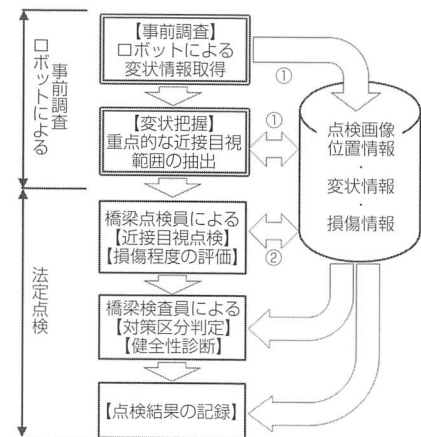 ロボットによる
事前調査
法定点検
【事前調査】
ロボットによる
変状情報取得
①
【変状把握】
重点的な近接目視
範囲の抽出
①
点検画像
位置情報
・
変状情報
・
損傷情報
橋梁点検員による
【近接目視点検】
【損傷程度の評価】
②
橋梁検査員による
【対策区分判定】
【健全性診断】
【点検結果の記録】